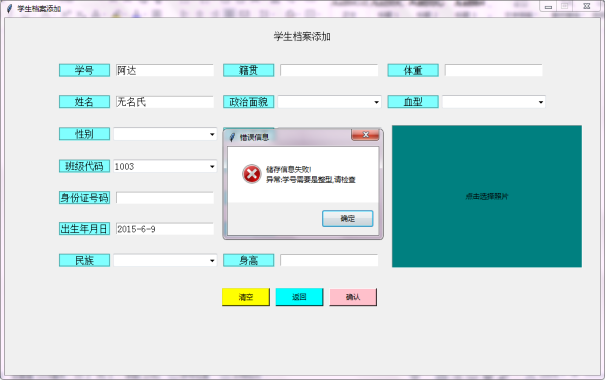 学生档案添加
学生档案添加
学号 阿达 籍贯 体重
姓名 无名氏 政治面貌 血型
性别
错误信息
储存信息失败!
异常:学号需要是整型,请检查
确定
班级代码 1003
点击选择照片
身份证号码
出生年月日 2015-6-9
民族 身高
清空 返回 确认